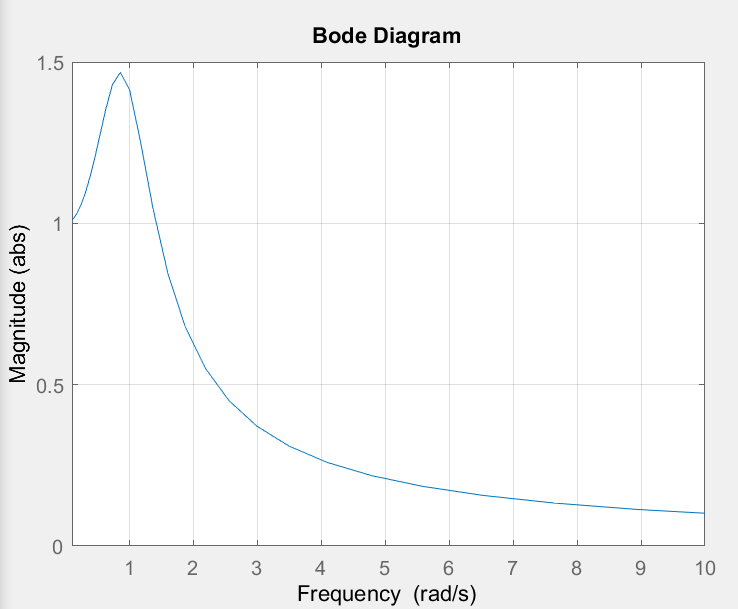 Bode Diagram
Magnitude (abs)
1.5
1
0.5
0
1 2 3 4 5 6 7 8 9 10
Frequency (rad/s)